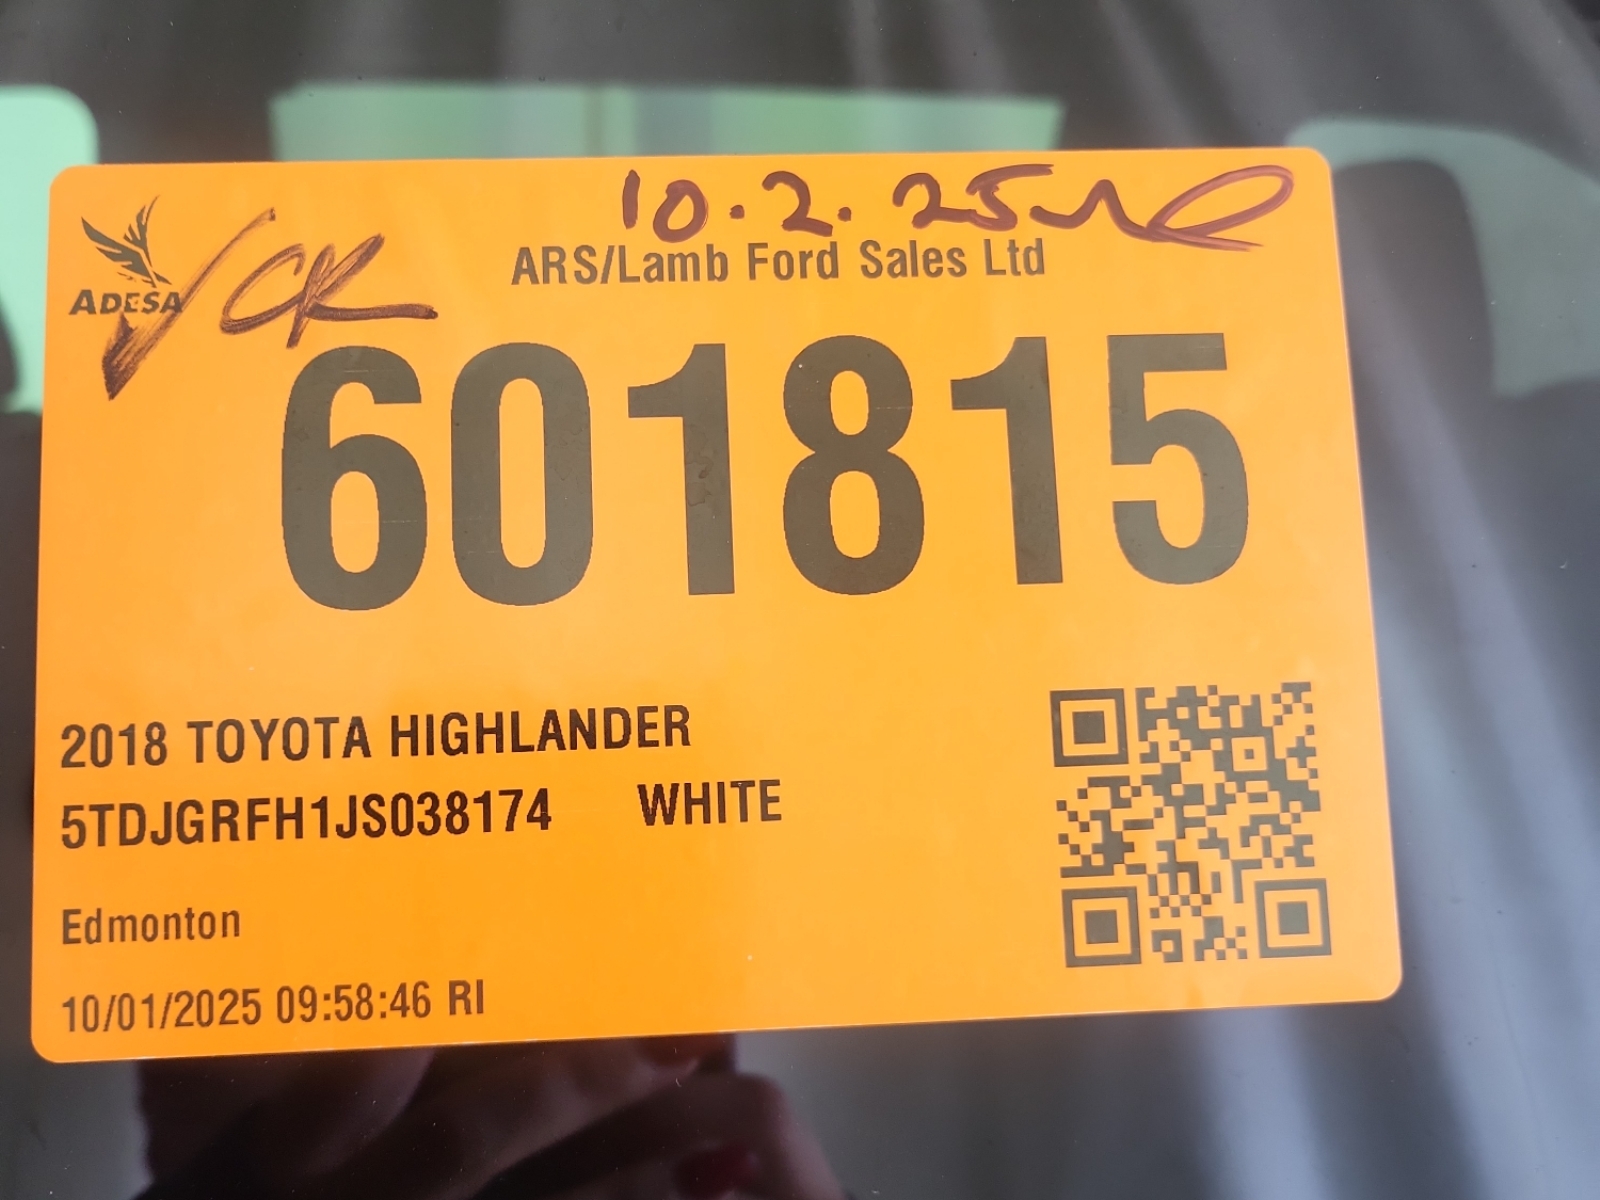 10.2.25
ADESA
✓ CR
ARS/Lamb Ford Sales Ltd
601815
2018 TOYOTA HIGHLANDER
5TDJGRFH1JS038174 WHITE
Edmonton
10/01/2025 09:58:46 RI